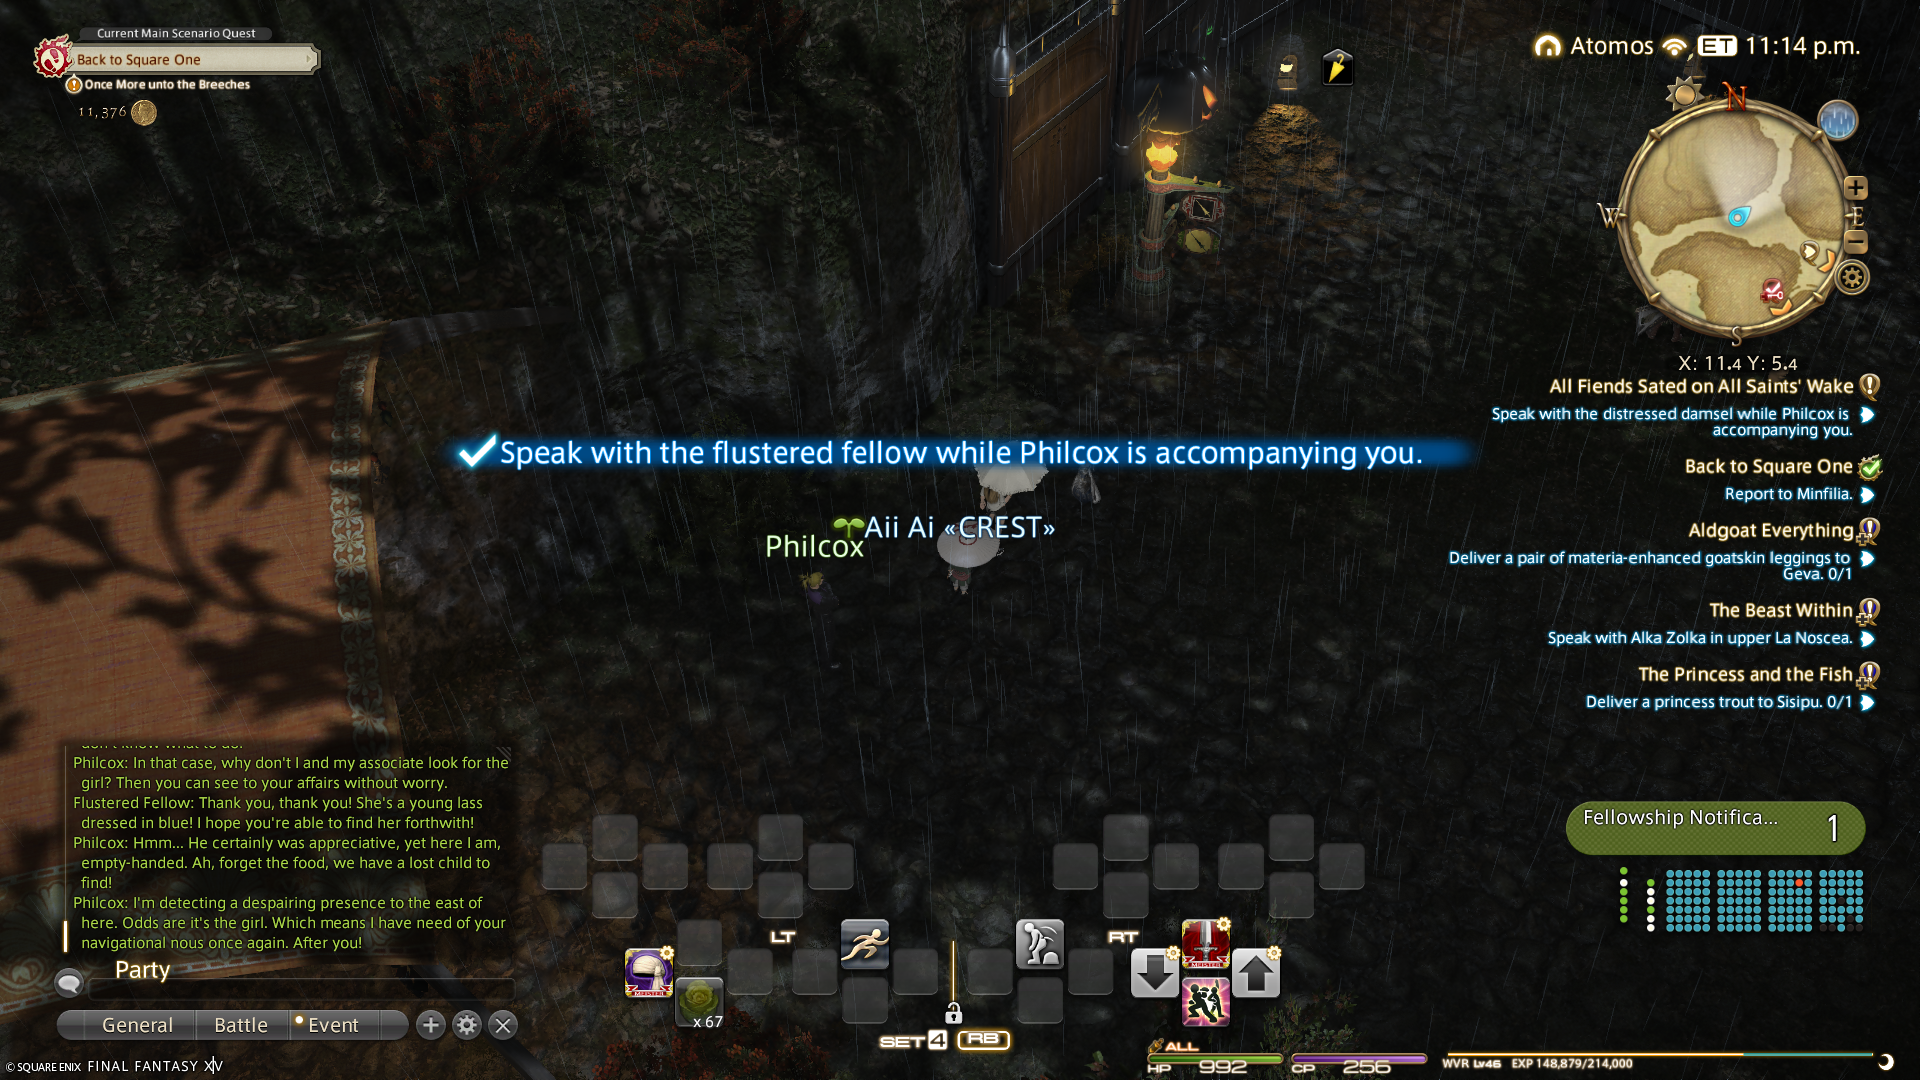 Current Main Scenario Quest
Back to Square One
Once More unto the Breeches
11,376
Atomos ET 11:14 p.m.
N
W
E
S
X: 11.4 Y: 5.4
All Fiends Sated on All Saints' Wake
Speak with the distressed damsel while Philcox is
accompanying you.
Back to Square One
Report to Minfilia.
Aldgoat Everything
Deliver a pair of materia-enhanced goatskin leggings to
Geva. 0/1
The Beast Within
Speak with Alka Zolka in upper La Noscea.
The Princess and the Fish
Deliver a princess trout to Sisipu. 0/1
Speak with the flustered fellow while Philcox is accompanying you.
Aii Ai «CREST»
Philcox
don't know what to do.
Philcox: In that case, why don't I and my associate look for the
girl? Then you can see to your affairs without worry.
Flustered Fellow: Thank you, thank you! She's a young lass
dressed in blue! I hope you're able to find her forthwith!
Philcox: Hmm... He certainly was appreciative, yet here I am,
empty-handed. Ah, forget the food, we have a lost child to
find!
Philcox: I'm detecting a despairing presence to the east of
here. Odds are it's the girl. Which means I have need of your
navigational nous once again. After you!
Party
General Battle Event
Fellowship Notifica... 1
LT
RT
MEISTER
MEISTER
x 67
SET 4 RB
ALL
HP 992 CP 256
WVR Lv46 EXP 148,879/214,000
© SQUARE ENIX FINAL FANTASY XIV